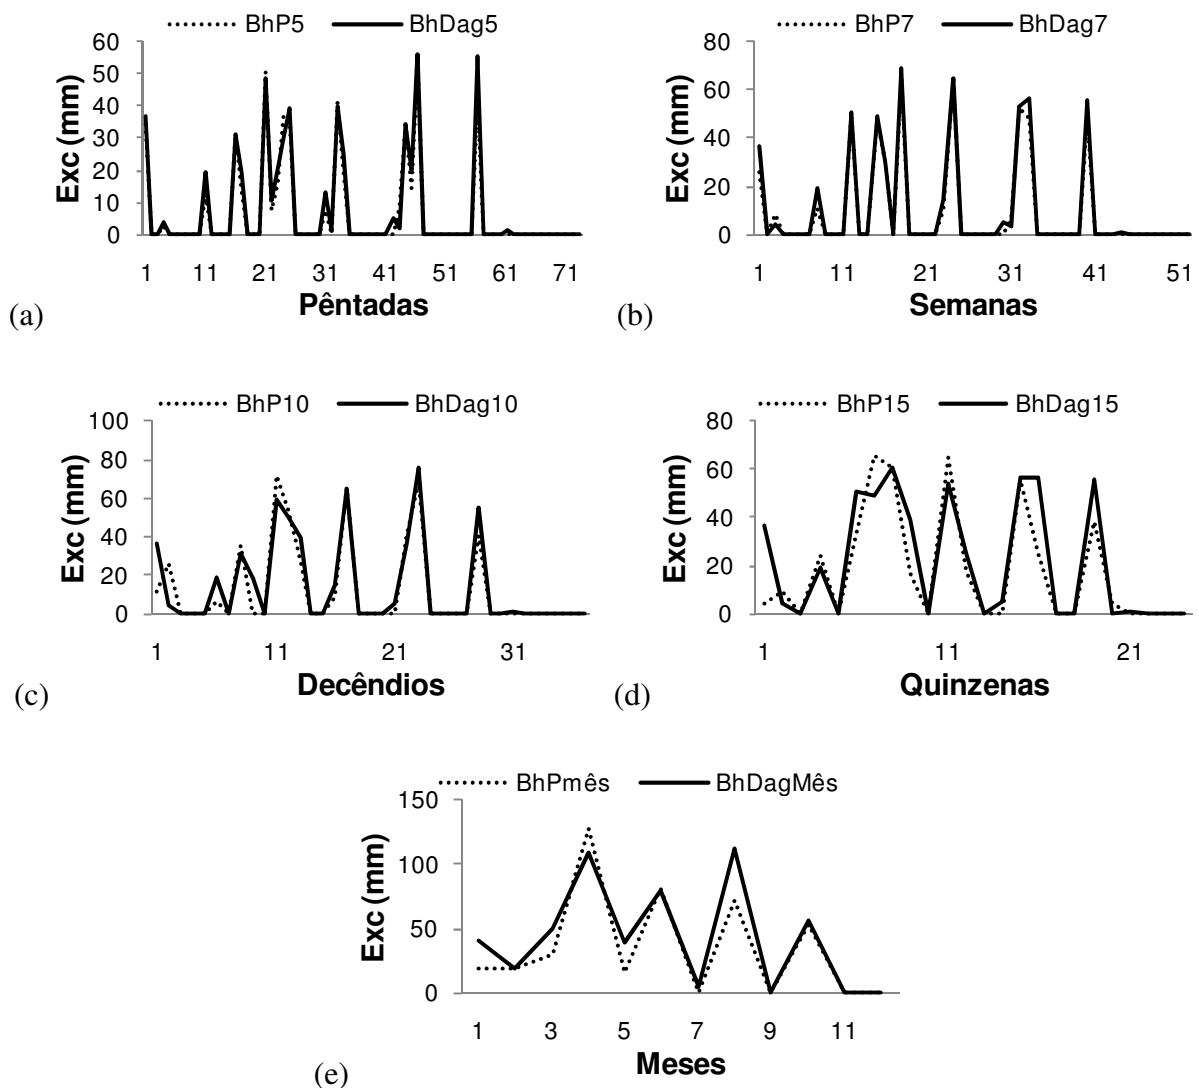 BhP5 BhDag5
60
50
40
30
20
10
0
Exc (mm)
1 11 21 31 41 51 61 71
Pêntadas
(a)
BhP7 BhDag7
80
60
40
20
0
Exc (mm)
1 11 21 31 41 51
Semanas
(b)
BhP10 BhDag10
100
80
60
40
20
0
Exc (mm)
1 11 21 31
Decêndios
(c)
BhP15 BhDag15
80
60
40
20
0
Exc (mm)
1 11 21
Quinzenas
(d)
BhPmês BhDagMês
150
100
50
0
Exc (mm)
1 3 5 7 9 11
Meses
(e)